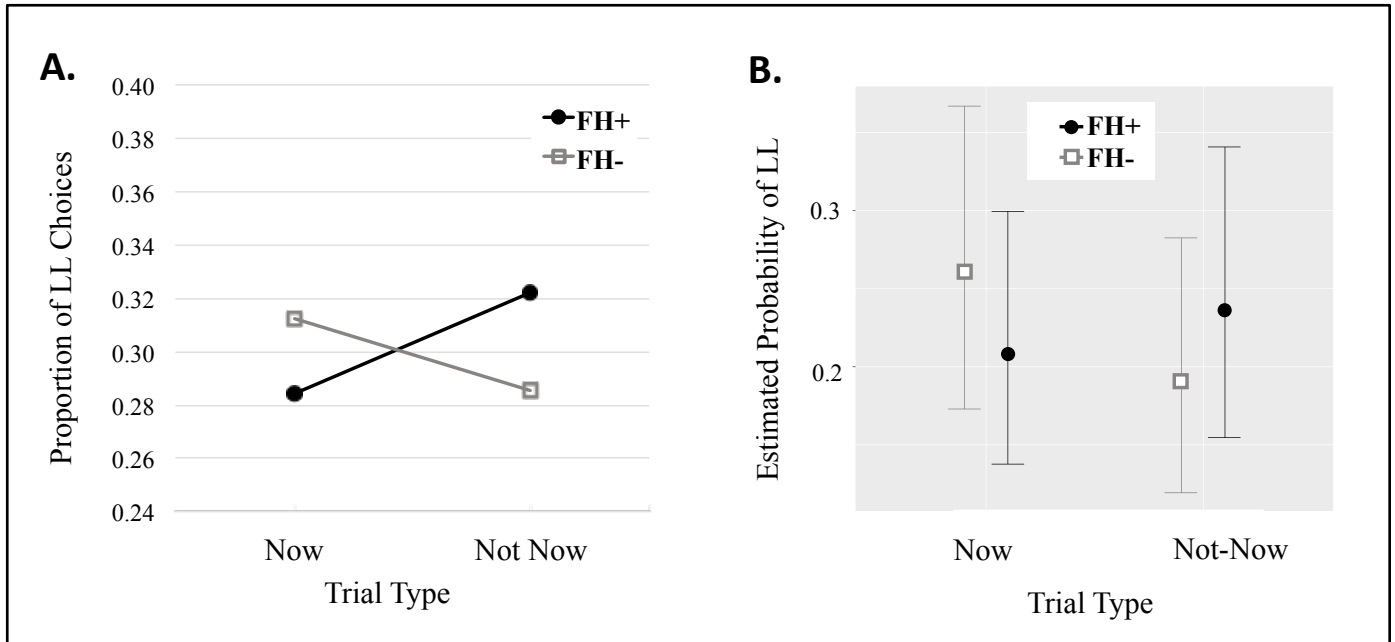 A.
Proportion of LL Choices
0.40
0.38
0.36
0.34
0.32
0.30
0.28
0.26
0.24
FH+
FH-
Now
Not Now
Trial Type
B.
Estimated Probability of LL
0.3
0.2
FH+
FH-
Now
Not-Now
Trial Type